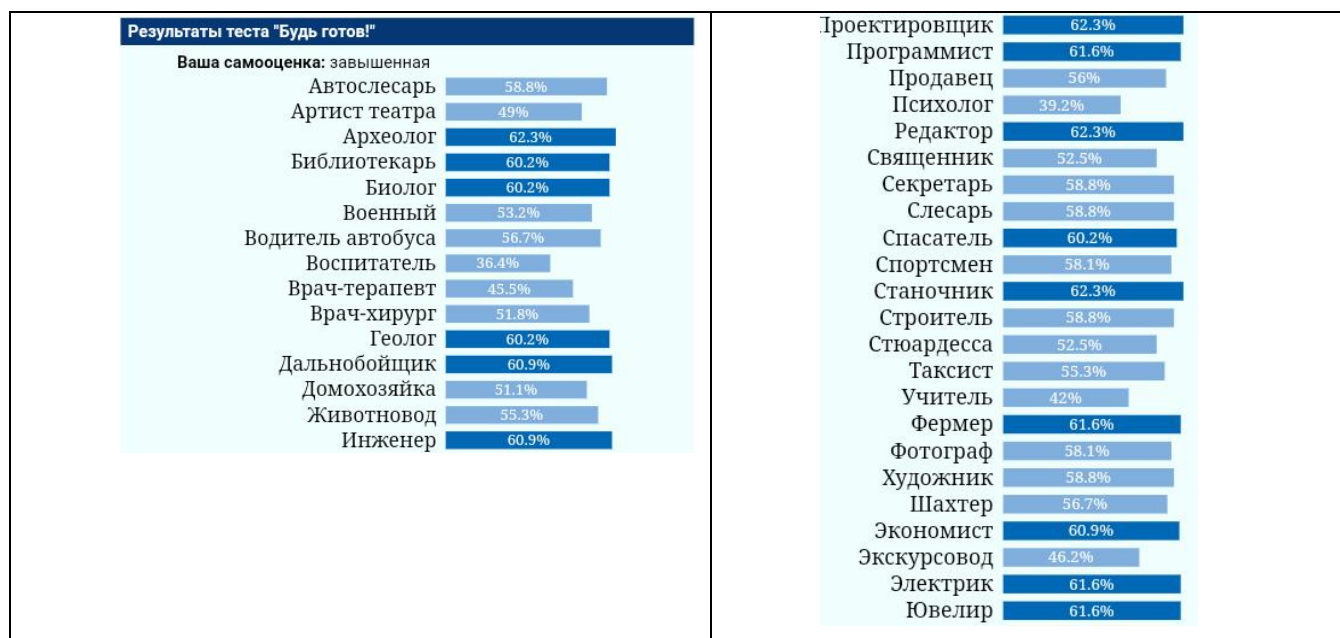 Результаты теста "Будь готов!"
Ваша самооценка: завышенная
Автослесарь 58.8%
Артист театра 49%
Археолог 62.3%
Библиотекарь 60.2%
Биолог 60.2%
Военный 53.2%
Водитель автобуса 56.7%
Воспитатель 36.4%
Врач-терапевт 45.5%
Врач-хирург 51.8%
Геолог 60.2%
Дальнобойщик 60.9%
Домохозяйка 51.1%
Животновод 55.3%
Инженер 60.9%
Проектировщик 62.3%
Программист 61.6%
Продавец 56%
Психолог 39.2%
Редактор 62.3%
Священник 52.5%
Секретарь 58.8%
Слесарь 58.8%
Спасатель 60.2%
Спортсмен 58.1%
Станочник 62.3%
Строитель 58.8%
Стюардесса 52.5%
Таксист 55.3%
Учитель 42%
Фермер 61.6%
Фотограф 58.1%
Художник 58.8%
Шахтер 56.7%
Экономист 60.9%
Экскурсовод 46.2%
Электрик 61.6%
Ювелир 61.6%